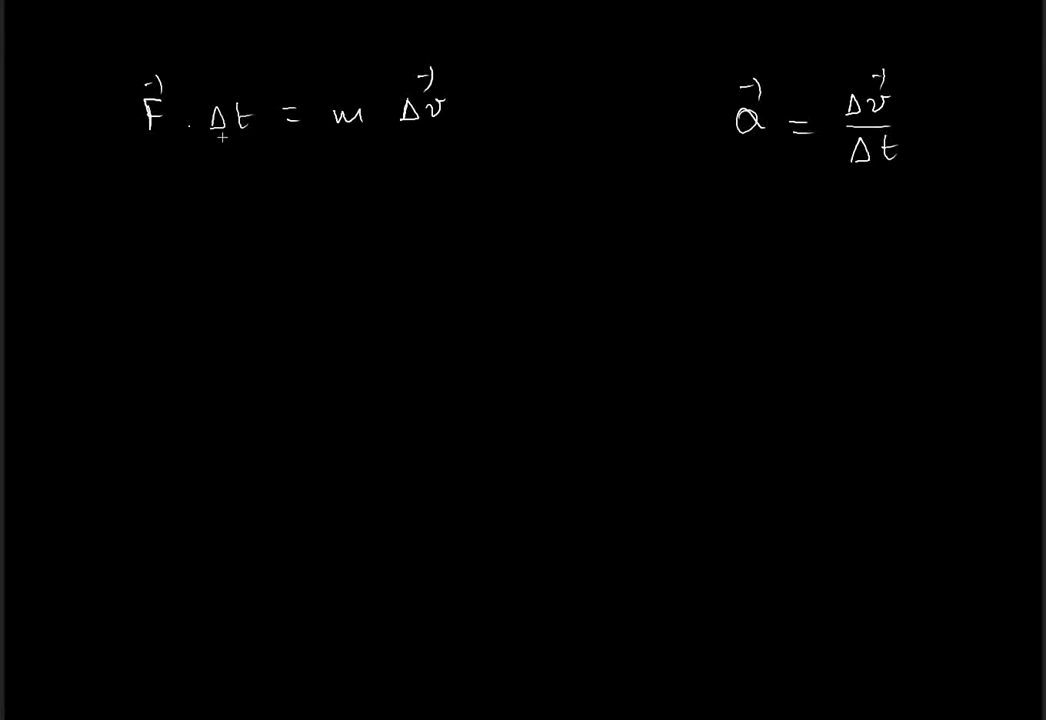 F⃗ . Δt = m Δv⃗
a⃗ = Δv⃗ / Δt